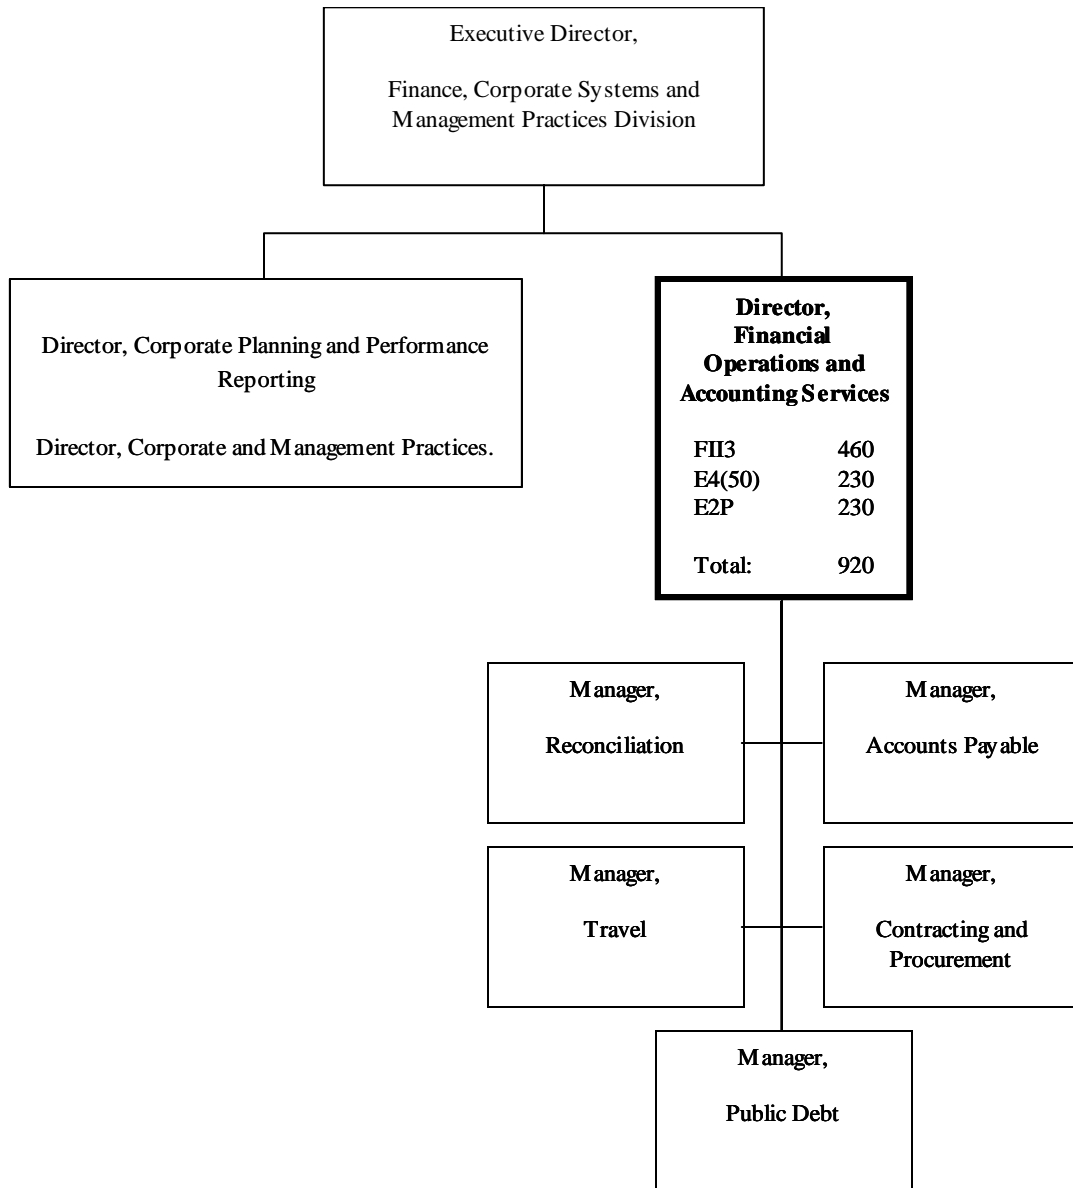 Executive Director,
Finance, Corporate Systems and
Management Practices Division
Director, Corporate Planning and Performance
Reporting
Director, Corporate and Management Practices.
Director,
Financial
Operations and
Accounting Services
FII3 460
E4(50) 230
E2P 230
Total: 920
Manager,
Reconciliation
Manager,
Accounts Payable
Manager,
Travel
Manager,
Contracting and
Procurement
Manager,
Public Debt